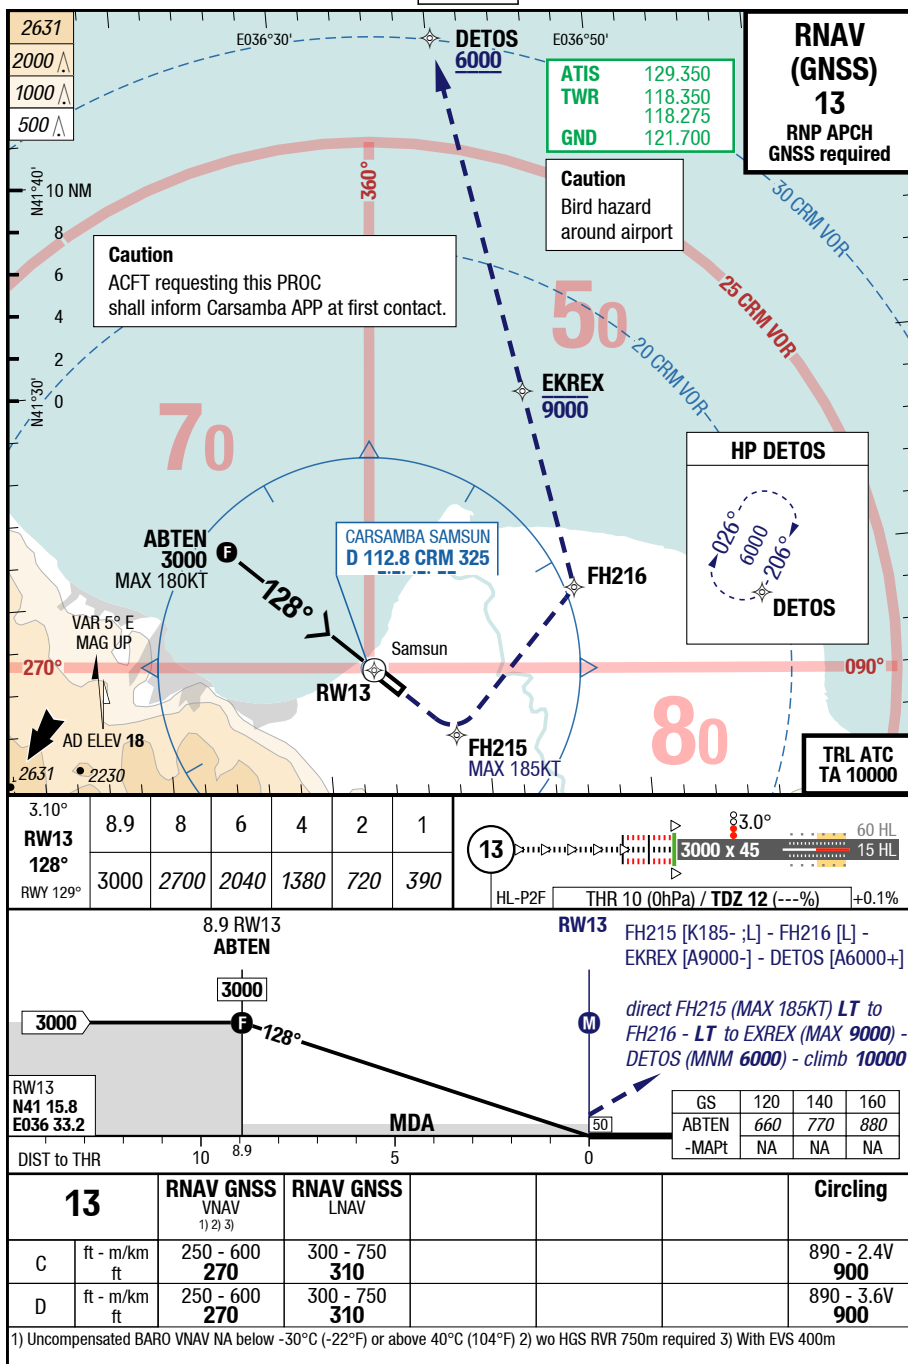 2631
2000
1000
500
E036°30'
DETOS
6000
E036°50'
ATIS 129.350
TWR 118.350
118.275
GND 121.700
RNAV
(GNSS)
13
RNP APCH
GNSS required
Caution
Bird hazard
around airport
Caution
ACFT requesting this PROC
shall inform Carsamba APP at first contact.
N41°40'
10 NM
8
6
4
2
0
N41°30'
360°
30 CRM VOR
25 CRM VOR
20 CRM VOR
50
70
80
EKREX
9000
HP DETOS
026°
6000
206°
DETOS
ABTEN
3000
MAX 180KT
F
128°
CARSAMBA SAMSUN
D 112.8 CRM 325
FH216
VAR 5° E
MAG UP
270°
Samsun
090°
RW13
AD ELEV 18
FH215
MAX 185KT
2631
2230
TRL ATC
TA 10000
3.10°
RW13
128°
RWY 129°
8.9 8 6 4 2 1
3000 2700 2040 1380 720 390
13
3.0°
60 HL
3000 x 45
15 HL
HL-P2F
THR 10 (0hPa) / TDZ 12 (---%)
+0.1%
8.9 RW13
ABTEN
3000
3000
F
128°
RW13
M
FH215 [K185- ;L] - FH216 [L] -
EKREX [A9000-] - DETOS [A6000+]
direct FH215 (MAX 185KT) LT to
FH216 - LT to EXREX (MAX 9000) -
DETOS (MNM 6000) - climb 10000
RW13
N41 15.8
E036 33.2
MDA
50
DIST to THR
10 8.9 5 0
GS 120 140 160
ABTEN 660 770 880
-MAPt NA NA NA
13
RNAV GNSS
VNAV
1) 2) 3)
RNAV GNSS
LNAV
Circling
C ft - m/km 250 - 600 300 - 750 890 - 2.4V
ft 270 310 900
D ft - m/km 250 - 600 300 - 750 890 - 3.6V
ft 270 310 900
1) Uncompensated BARO VNAV NA below -30°C (-22°F) or above 40°C (104°F) 2) wo HGS RVR 750m required 3) With EVS 400m